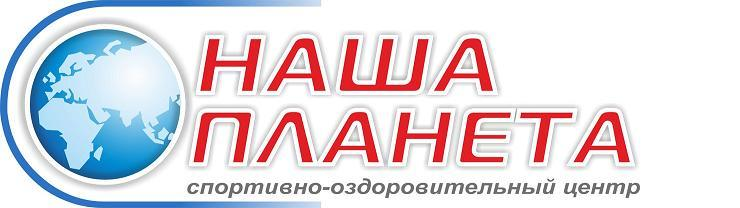 НАША
ПЛАНЕТА
спортивно-оздоровительный центр